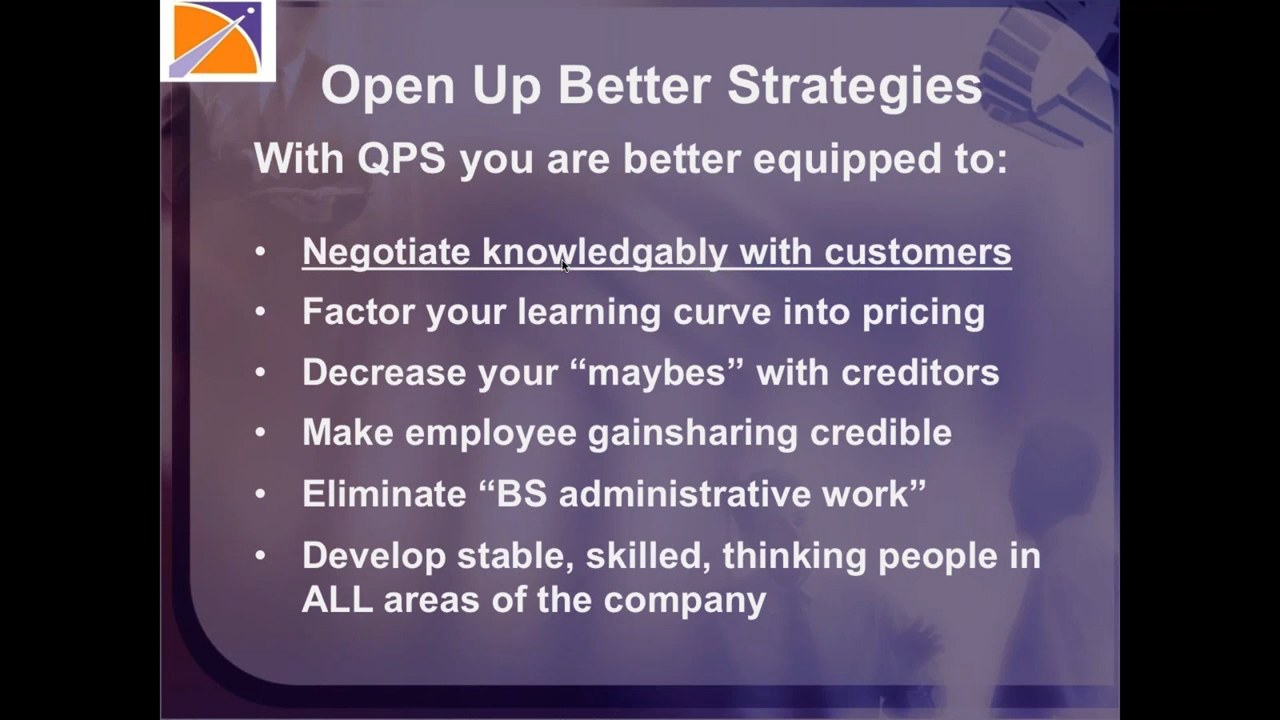 Open Up Better Strategies
With QPS you are better equipped to:
• Negotiate knowledgably with customers
• Factor your learning curve into pricing
• Decrease your “maybes” with creditors
• Make employee gainsharing credible
• Eliminate “BS administrative work”
• Develop stable, skilled, thinking people in
ALL areas of the company